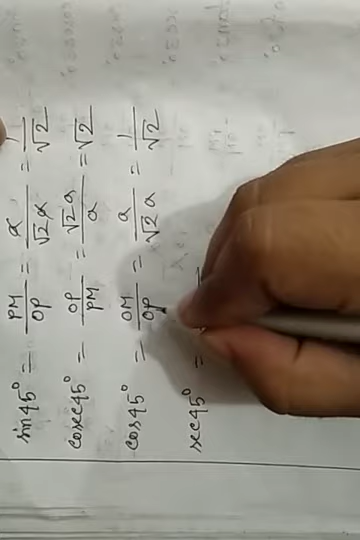 sin45° = PM/OP = a/√2a = 1/√2
cosec45° = OP/PM = √2a/a = √2
cos45° = OM/OP = a/√2a = 1/√2
sec45° =